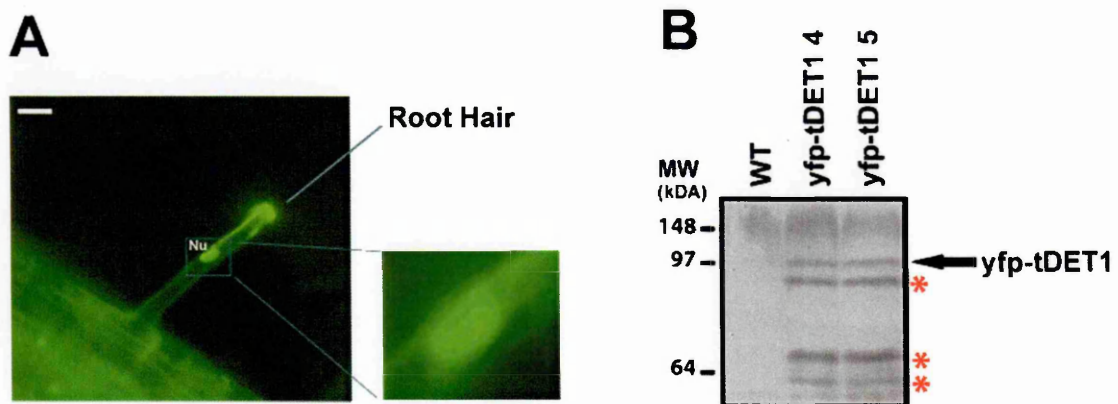 A
Root Hair
Nu
B
WT
yfp-tDET1 4
yfp-tDET1 5
MW
(kDA)
148
97
64
yfp-tDET1
*
*
*